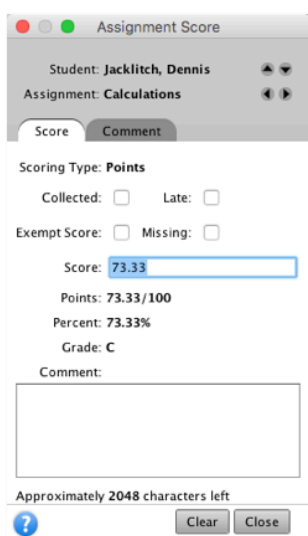 Assignment Score
Student: Jacklitch, Dennis
Assignment: Calculations
Score Comment
Scoring Type: Points
Collected: Late:
Exempt Score: Missing:
Score: 73.33
Points: 73.33/100
Percent: 73.33%
Grade: C
Comment:
Approximately 2048 characters left
? Clear Close